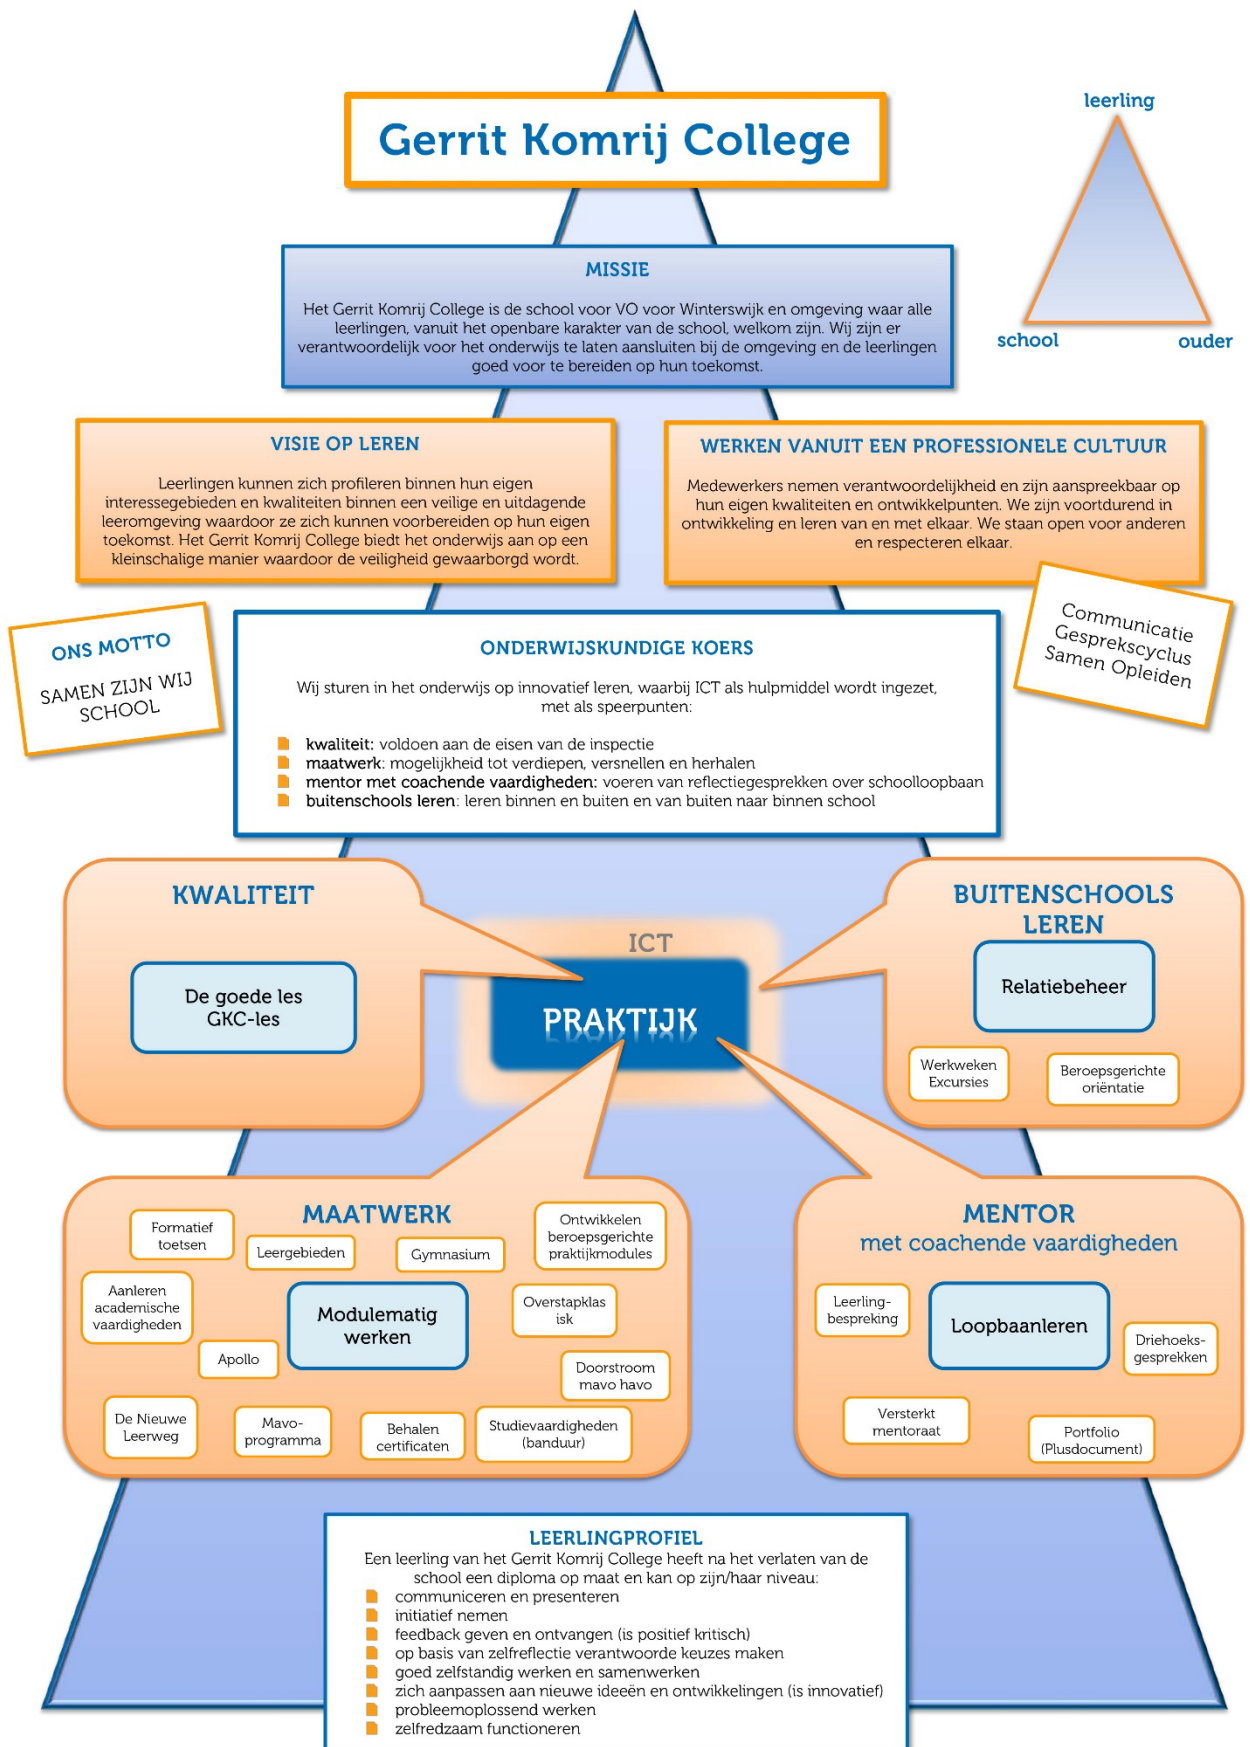 Gerrit Komrij College
leerling
school
ouder
MISSIE
Het Gerrit Komrij College is de school voor VO voor Winterswijk en omgeving waar alle
leerlingen, vanuit het openbare karakter van de school, welkom zijn. Wij zijn er
verantwoordelijk voor het onderwijs te laten aansluiten bij de omgeving en de leerlingen
goed voor te bereiden op hun toekomst.
VISIE OP LEREN
Leerlingen kunnen zich profileren binnen hun eigen
interessegebieden en kwaliteiten binnen een veilige en uitdagende
leeromgeving waardoor ze zich kunnen voorbereiden op hun eigen
toekomst. Het Gerrit Komrij College biedt het onderwijs aan op een
kleinschalige manier waardoor de veiligheid gewaarborgd wordt.
WERKEN VANUIT EEN PROFESSIONELE CULTUUR
Medewerkers nemen verantwoordelijkheid en zijn aanspreekbaar op
hun eigen kwaliteiten en ontwikkelpunten. We zijn voortdurend in
ontwikkeling en leren van en met elkaar. We staan open voor anderen
en respecteren elkaar.
ONS MOTTO
SAMEN ZIJN WIJ
SCHOOL
Communicatie
Gesprekscyclus
Samen Opleiden
ONDERWIJSKUNDIGE KOERS
Wij sturen in het onderwijs op innovatief leren, waarbij ICT als hulpmiddel wordt ingezet,
met als speerpunten:
kwaliteit: voldoen aan de eisen van de inspectie
maatwerk: mogelijkheid tot verdiepen, versnellen en herhalen
mentor met coachende vaardigheden: voeren van reflectiegesprekken over schoolloopbaan
buitenschools leren: leren binnen en buiten en van buiten naar binnen school
KWALITEIT
De goede les
GKC-les
ICT
PRAKTIJK
BUITENSCHOOLS
LEREN
Relatiebeheer
Werkweken
Excursies
Beroepsgerichte
oriëntatie
MAATWERK
Formatief
toetsen
Leergebieden
Gymnasium
Ontwikkelen
beroepsgerichte
praktijkmodules
Aanleren
academische
vaardigheden
Modulematig
werken
Overstapklas
isk
Apollo
Doorstroom
mavo havo
De Nieuwe
Leerweg
Mavo-
programma
Behalen
certificaten
Studievaardigheden
(banduur)
MENTOR
met coachende vaardigheden
Leerling-
bespreking
Loopbaanleren
Driehoeks-
gesprekken
Versterkt
mentoraat
Portfolio
(Plusdocument)
LEERLINGPROFIEL
Een leerling van het Gerrit Komrij College heeft na het verlaten van de
school een diploma op maat en kan op zijn/haar niveau:
communiceren en presenteren
initiatief nemen
feedback geven en ontvangen (is positief kritisch)
op basis van zelfreflectie verantwoorde keuzes maken
goed zelfstandig werken en samenwerken
zich aanpassen aan nieuwe ideeën en ontwikkelingen (is innovatief)
probleemoplossend werken
zelfredzaam functioneren